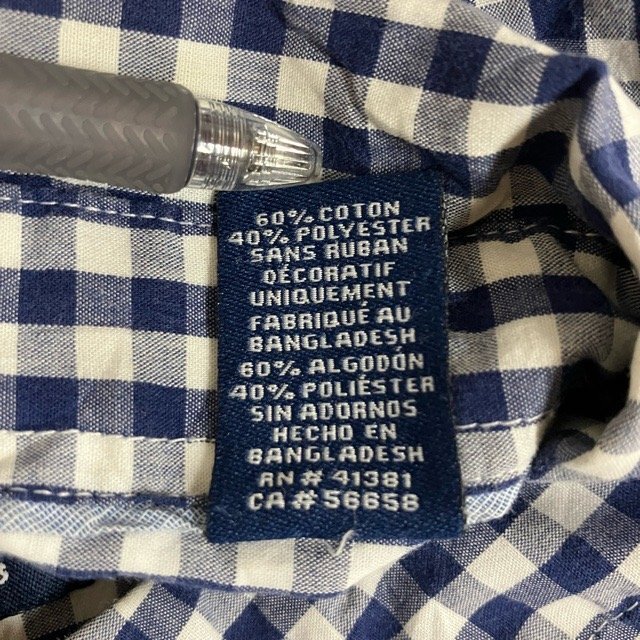 60% COTON
40% POLYESTER
SANS RUBAN
DÉCORATIF
UNIQUEMENT
FABRIQUÉ AU
BANGLADESH
60% ALGODÓN
40% POLIÉSTER
SIN ADORNOS
HECHO EN
BANGLADESH
RN # 41381
CA # 56658